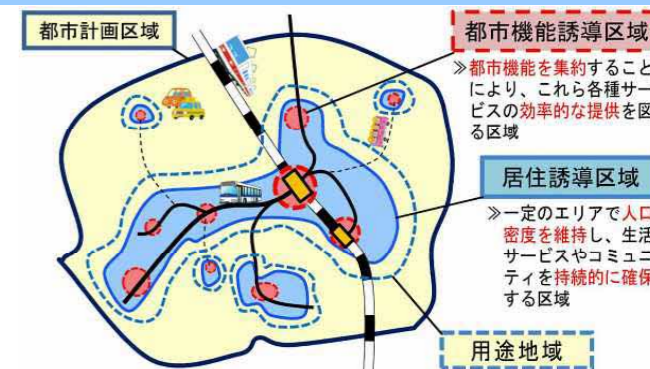 都市計画区域
都市機能誘導区域
≫都市機能を集約すること
により、これら各種サー
ビスの効率的な提供を図
る区域
居住誘導区域
≫一定のエリアで人口
密度を維持し、生活
サービスやコミュニ
ティを持続的に確保
する区域
用途地域